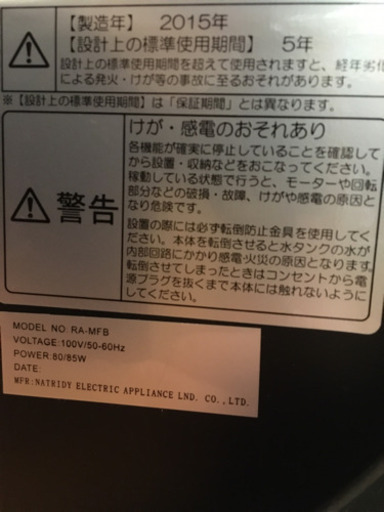 【製造年】 2015年
【設計上の標準使用期間】 5年
設計上の標準使用期間を超えて使用されますと、経年劣化
による発火・けが等の事故に至るおそれがあります。
※【設計上の標準使用期間】は「保証期間」とは異なります。
けが・感電のおそれあり
警告
各機能が確実に停止していることを確認して
から設置・収納などをおこなってください。
稼動している状態で行うと、モーターや回転
部分などの破損・故障、けがや感電の原因と
なり危険です。
設置の際には必ず転倒防止金具を使用してく
ださい。本体を転倒させると水タンクの水が
内部回路にかかり感電・火災の原因となります。
転倒させてしまったときはコンセントから電
源プラグを抜くまで本体には触れないように
してください。
MODEL NO: RA-MFB
VOLTAGE:100V/50-60Hz
POWER:80/85W
DATE:
MFR:NATRIDY ELECTRIC APPLIANCE LND. CO.,LTD.